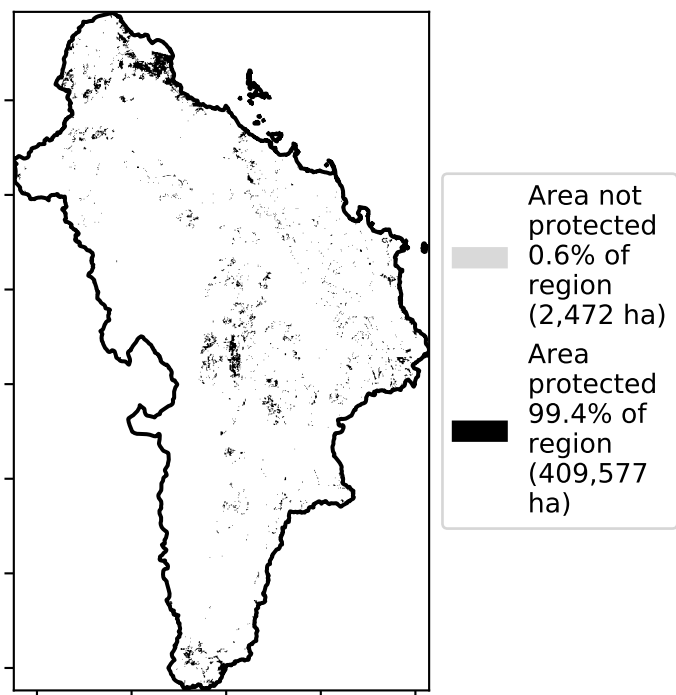 Area not
protected
0.6% of
region
(2,472 ha)
Area
protected
99.4% of
region
(409,577
ha)